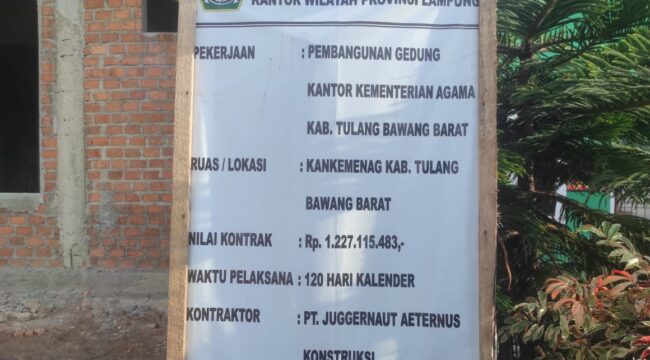 KANTOR WILAYAH PROVINSI LAMPUNG
PEKERJAAN : PEMBANGUNAN GEDUNG
KANTOR KEMENTERIAN AGAMA
KAB. TULANG BAWANG BARAT
RUAS / LOKASI : KANKEMENAG KAB. TULANG
BAWANG BARAT
NILAI KONTRAK : Rp. 1.227.115.483,-
WAKTU PELAKSANA : 120 HARI KALENDER
KONTRAKTOR : PT. JUGGERNAUT AETERNUS
KONSTRUKSI